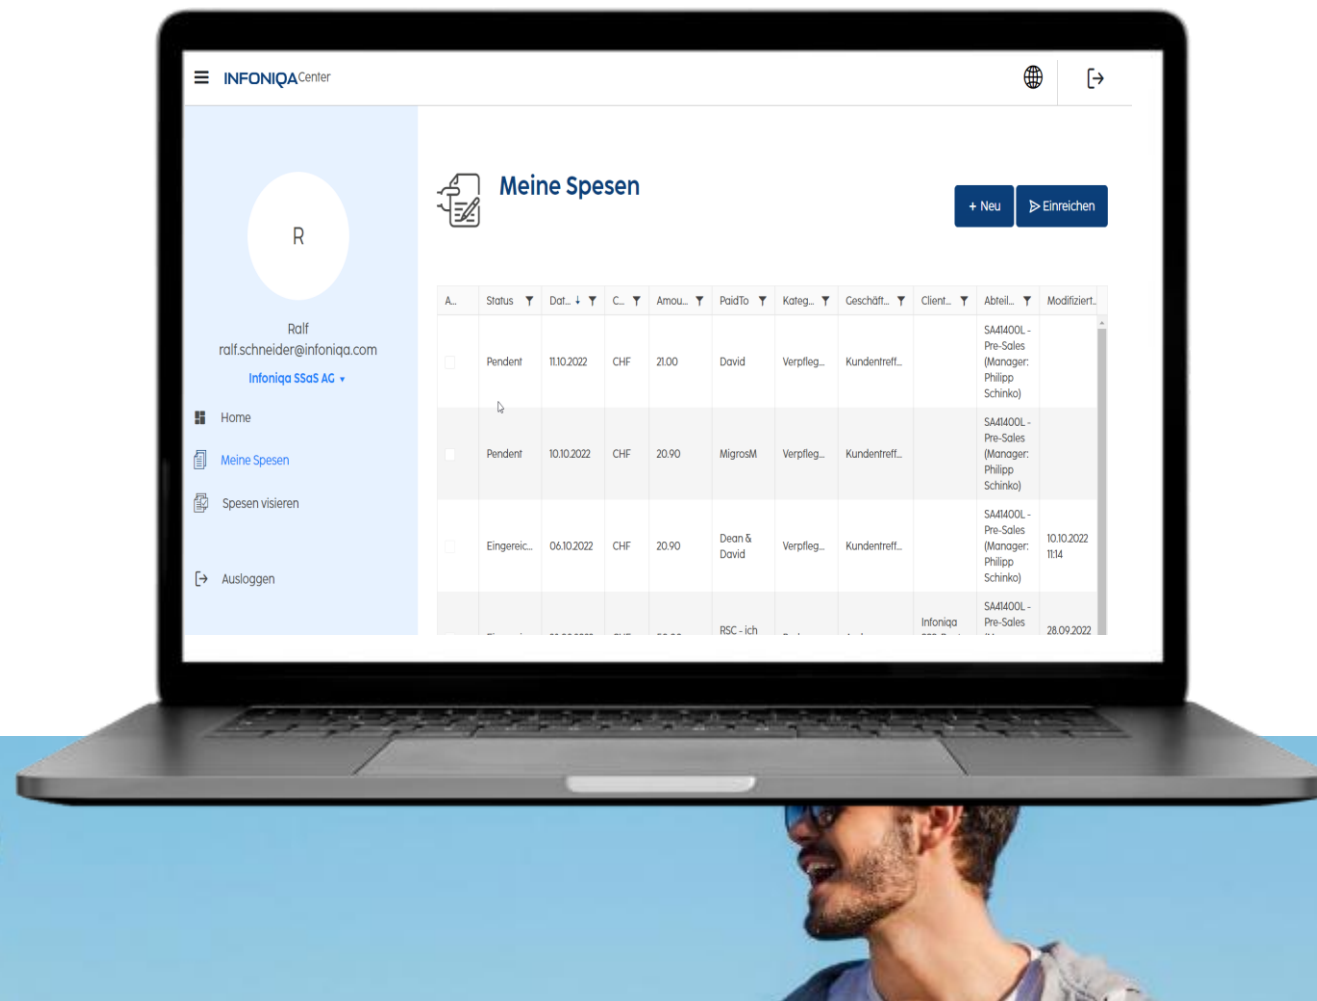 INFONIQA Center
R
Ralf
ralf.schneider@infoniqa.com
Infoniqa SSaS AG
Home
Meine Spesen
Spesen visieren
Ausloggen
Meine Spesen
+ Neu
Einreichen
A... Status Dat... C... Amou... PaidTo Kateg... Geschäft... Client... Abteil... Modifiziert...
Pendent 11.10.2022 CHF 21.00 David Verpfleg... Kundentreff...
SA41400L -
Pre-Sales
(Manager:
Philipp
Schinko)
Pendent 10.10.2022 CHF 20.90 MigrosM Verpfleg... Kundentreff...
SA41400L -
Pre-Sales
(Manager:
Philipp
Schinko)
Eingereic... 06.10.2022 CHF 20.90
Dean &
David
Verpfleg... Kundentreff...
SA41400L -
Pre-Sales
(Manager:
Philipp
Schinko)
10.10.2022
11:14
RSC - ich
Infoniqa
SA41400L -
Pre-Sales
28.09.2022